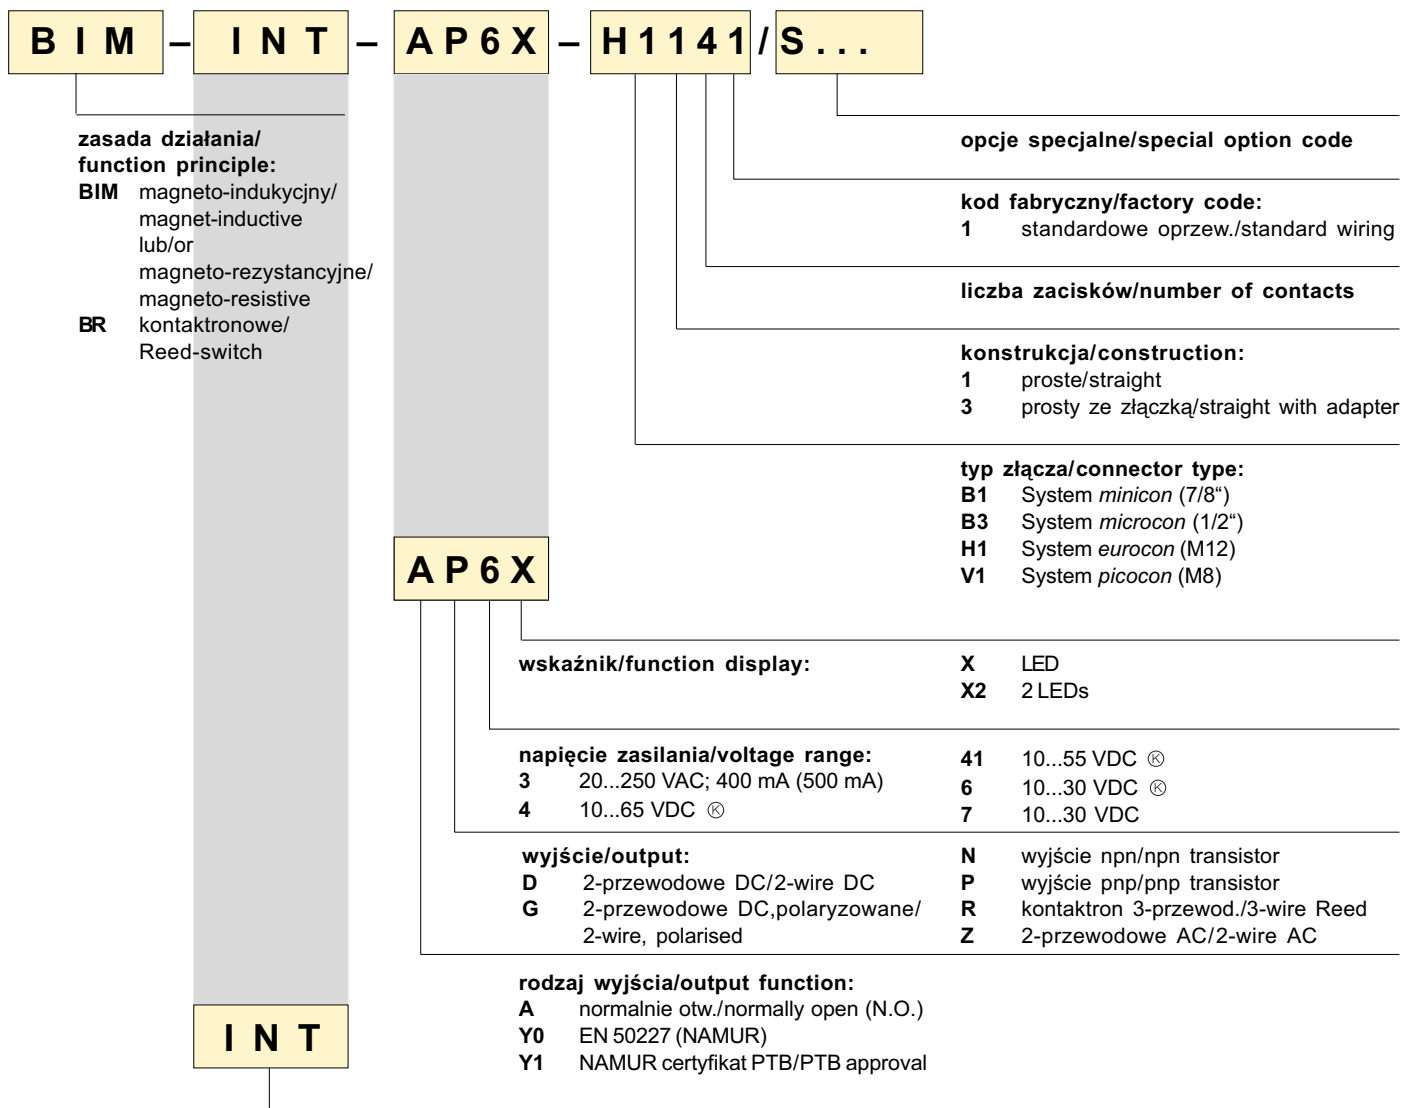 BIM – INT – AP6X – H1141/S...
zasada działania/
function principle:
BIM magneto-indukycjny/
magnet-inductive
lub/or
magneto-rezystancyjne/
magneto-resistive
BR kontaktronowe/
Reed-switch
opcje specjalne/special option code
kod fabryczny/factory code:
1 standardowe oprzew./standard wiring
liczba zacisków/number of contacts
konstrukcja/construction:
1 proste/straight
3 prosty ze złączką/straight with adapter
typ złącza/connector type:
B1 System minicon (7/8“)
B3 System microcon (1/2“)
H1 System eurocon (M12)
V1 System picocon (M8)
AP6X
wskaźnik/function display:
X LED
X2 2 LEDs
napięcie zasilania/voltage range:
3 20...250 VAC; 400 mA (500 mA)
4 10...65 VDC Ⓚ
41 10...55 VDC Ⓚ
6 10...30 VDC Ⓚ
7 10...30 VDC
wyjście/output:
D 2-przewodowe DC/2-wire DC
G 2-przewodowe DC,polaryzowane/
2-wire, polarised
N wyjście npn/npn transistor
P wyjście pnp/pnp transistor
R kontaktron 3-przewod./3-wire Reed
Z 2-przewodowe AC/2-wire AC
rodzaj wyjścia/output function:
A normalnie otw./normally open (N.O.)
Y0 EN 50227 (NAMUR)
Y1 NAMUR certyfikat PTB/PTB approval
INT